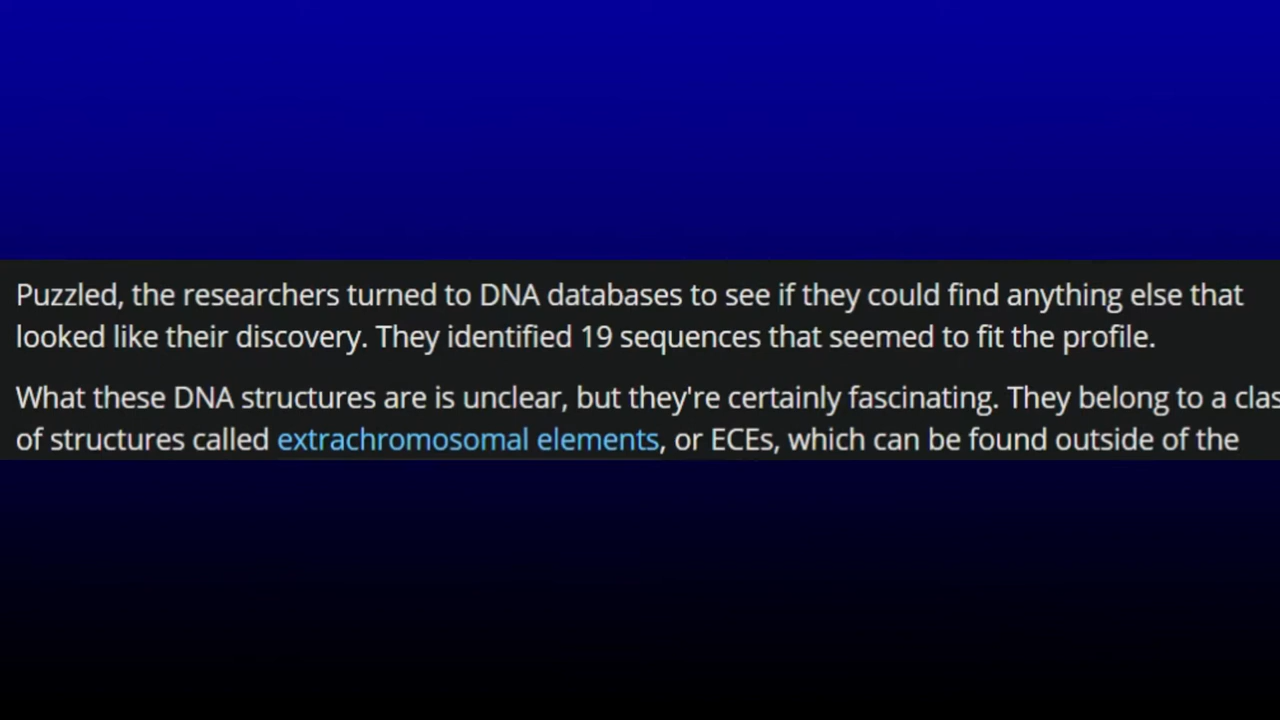 Puzzled, the researchers turned to DNA databases to see if they could find anything else that
looked like their discovery. They identified 19 sequences that seemed to fit the profile.
What these DNA structures are is unclear, but they're certainly fascinating. They belong to a clas
of structures called extrachromosomal elements, or ECEs, which can be found outside of the